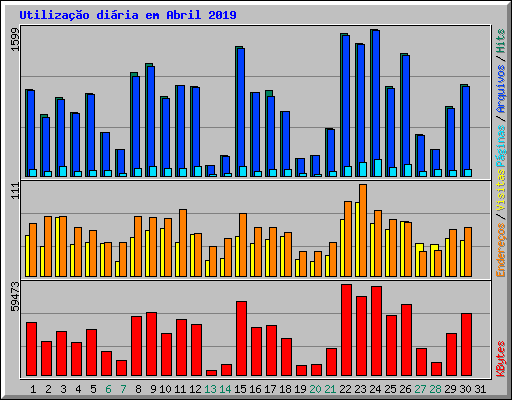 Utilização diária em Abril 2019
1599
111
59473
Hits / Arquivos / Páginas / Visitas / Endereços
KBytes
1 2 3 4 5 6 7 8 9 10 11 12 13 14 15 16 17 18 19 20 21 22 23 24 25 26 27 28 29 30 31